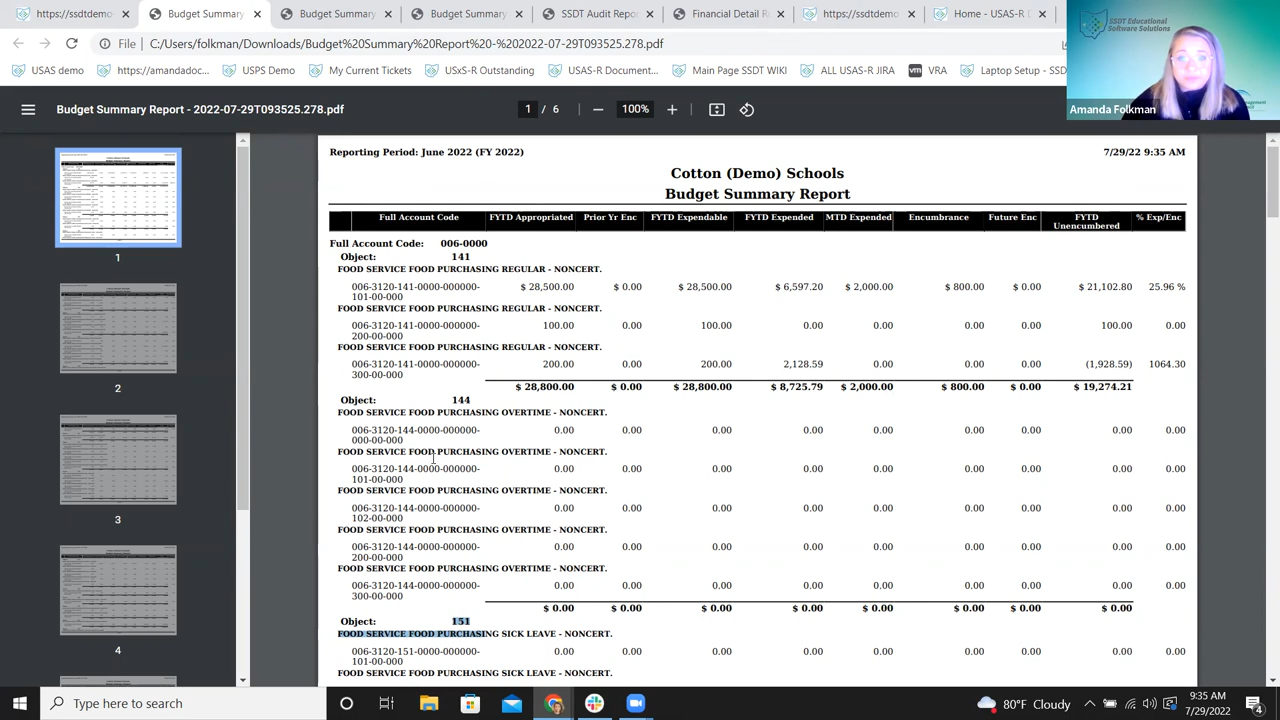 https://ssdtdemo
Budget Summary
Budget Summary
Budget Summary
SSDT Audit Repor
Financial Detail Re
https://ssdtdemo
Home - USAS-R D
File
C:/Users/folkman/Downloads/Budget%20Summary%20Report%20-%202022-07-29T093525.278.pdf
USAS demo
https://amandadoc...
USPS Demo
My Current Tickets
USxS-R Outstanding
USAS-R Document...
Main Page SSDT WIKI
ALL USAS-R JIRA
vm
VRA
Laptop Setup - SSD
SSDT Educational
Software Solutions
Amanda Folkman
Budget Summary Report - 2022-07-29T093525.278.pdf
1 / 6
100%
1
2
3
4
Reporting Period: June 2022 (FY 2022)
7/29/22 9:35 AM
Cotton (Demo) Schools
Budget Summary Report
Full Account Code FYTD Appropriated Prior Yr Enc FYTD Expendable FYTD Expended MTD Expended Encumbrance Future Enc FYTD Unencumbered % Exp/Enc
Full Account Code: 006-0000
Object: 141
FOOD SERVICE FOOD PURCHASING REGULAR - NONCERT.
006-3120-141-0000-000000- $ 28,500.00 $ 0.00 $ 28,500.00 $ 6,597.20 $ 2,000.00 $ 800.00 $ 0.00 $ 21,102.80 25.96 %
101-00-000
FOOD SERVICE FOOD PURCHASING REGULAR - NONCERT.
006-3120-141-0000-000000- 100.00 0.00 100.00 0.00 0.00 0.00 0.00 100.00 0.00
200-00-000
FOOD SERVICE FOOD PURCHASING REGULAR - NONCERT.
006-3120-141-0000-000000- 200.00 0.00 200.00 2,128.59 0.00 0.00 0.00 (1,928.59) 1064.30
300-00-000
$ 28,800.00 $ 0.00 $ 28,800.00 $ 8,725.79 $ 2,000.00 $ 800.00 $ 0.00 $ 19,274.21
Object: 144
FOOD SERVICE FOOD PURCHASING OVERTIME - NONCERT.
006-3120-144-0000-000000- 0.00 0.00 0.00 0.00 0.00 0.00 0.00 0.00 0.00
000-00-000
FOOD SERVICE FOOD PURCHASING OVERTIME - NONCERT.
006-3120-144-0000-000000- 0.00 0.00 0.00 0.00 0.00 0.00 0.00 0.00 0.00
101-00-000
FOOD SERVICE FOOD PURCHASING OVERTIME - NONCERT.
006-3120-144-0000-000000- 0.00 0.00 0.00 0.00 0.00 0.00 0.00 0.00 0.00
102-00-000
FOOD SERVICE FOOD PURCHASING OVERTIME - NONCERT.
006-3120-144-0000-000000- 0.00 0.00 0.00 0.00 0.00 0.00 0.00 0.00 0.00
200-00-000
FOOD SERVICE FOOD PURCHASING OVERTIME - NONCERT.
006-3120-144-0000-000000- 0.00 0.00 0.00 0.00 0.00 0.00 0.00 0.00 0.00
300-00-000
$ 0.00 $ 0.00 $ 0.00 $ 0.00 $ 0.00 $ 0.00 $ 0.00 $ 0.00
Object: 151
FOOD SERVICE FOOD PURCHASING SICK LEAVE - NONCERT.
006-3120-151-0000-000000- 0.00 0.00 0.00 0.00 0.00 0.00 0.00 0.00 0.00
101-00-000
FOOD SERVICE FOOD PURCHASING SICK LEAVE - NONCERT.
Type here to search
80°F Cloudy
9:35 AM
7/29/2022
4